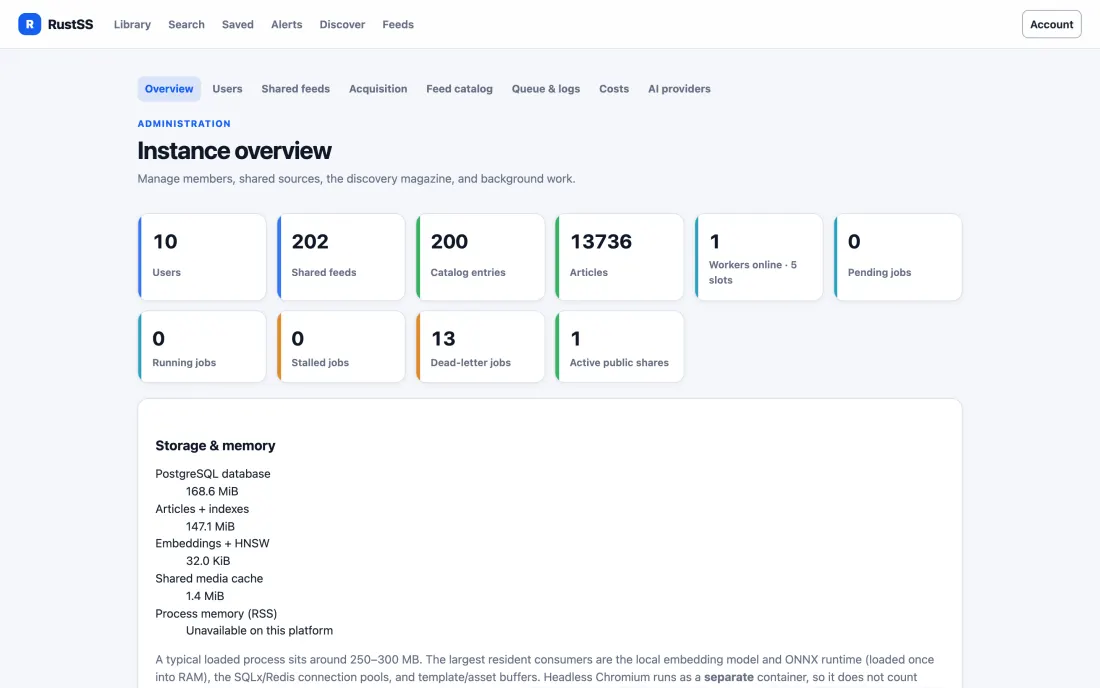 R RustSS Library Search Saved Alerts Discover Feeds Account
Overview Users Shared feeds Acquisition Feed catalog Queue & logs Costs AI providers
ADMINISTRATION
Instance overview
Manage members, shared sources, the discovery magazine, and background work.
10
Users
202
Shared feeds
200
Catalog entries
13736
Articles
1
Workers online · 5
slots
0
Pending jobs
0
Running jobs
0
Stalled jobs
13
Dead-letter jobs
1
Active public shares
Storage & memory
PostgreSQL database
168.6 MiB
Articles + indexes
147.1 MiB
Embeddings + HNSW
32.0 KiB
Shared media cache
1.4 MiB
Process memory (RSS)
Unavailable on this platform
A typical loaded process sits around 250–300 MB. The largest resident consumers are the local embedding model and ONNX runtime (loaded once
into RAM), the SQLx/Redis connection pools, and template/asset buffers. Headless Chromium runs as a separate container, so it does not count